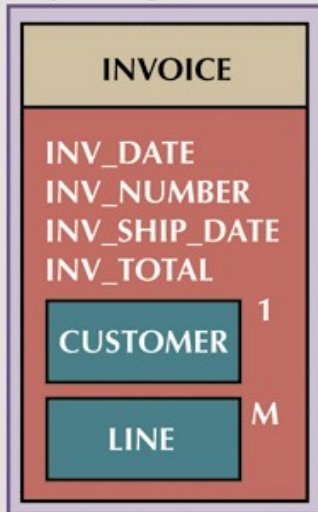 INVOICE
INV_DATE
INV_NUMBER
INV_SHIP_DATE
INV_TOTAL
1
CUSTOMER
M
LINE